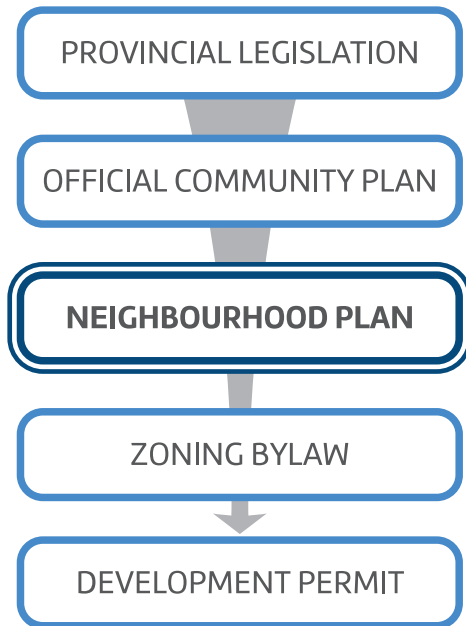 PROVINCIAL LEGISLATION
OFFICIAL COMMUNITY PLAN
NEIGHBOURHOOD PLAN
ZONING BYLAW
DEVELOPMENT PERMIT